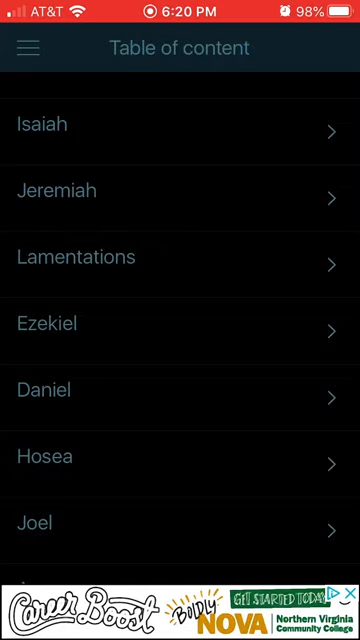 AT&T 6:20 PM 98%
Table of content
Isaiah
Jeremiah
Lamentations
Ezekiel
Daniel
Hosea
Joel
Career Boost
BOLDLY
NOVA
GET STARTED TODAY
Northern Virginia
Community College